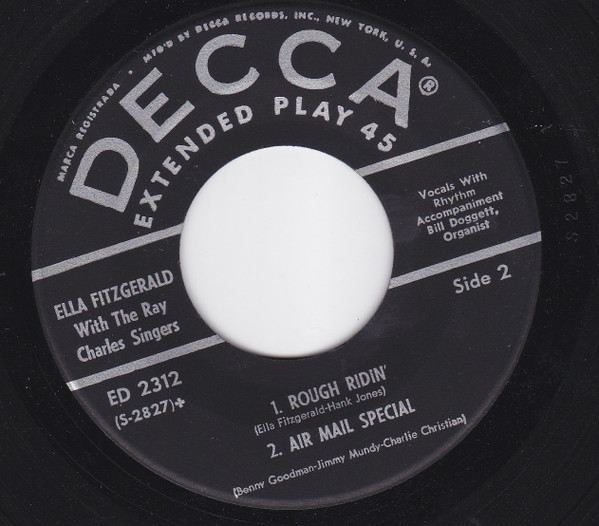 MARCA REGISTRADA • MFG'D BY DECCA RECORDS, INC., NEW YORK, U. S. A.
DECCA®
EXTENDED PLAY 45
Vocals With
Rhythm
Accompaniment
Bill Doggett,
Organist
ELLA FITZGERALD
With The Ray
Charles Singers
Side 2
ED 2312
(S-2827)+
1. ROUGH RIDIN'
(Ella Fitzgerald-Hank Jones)
2. AIR MAIL SPECIAL
(Benny Goodman-Jimmy Mundy-Charlie Christian)
S 2827